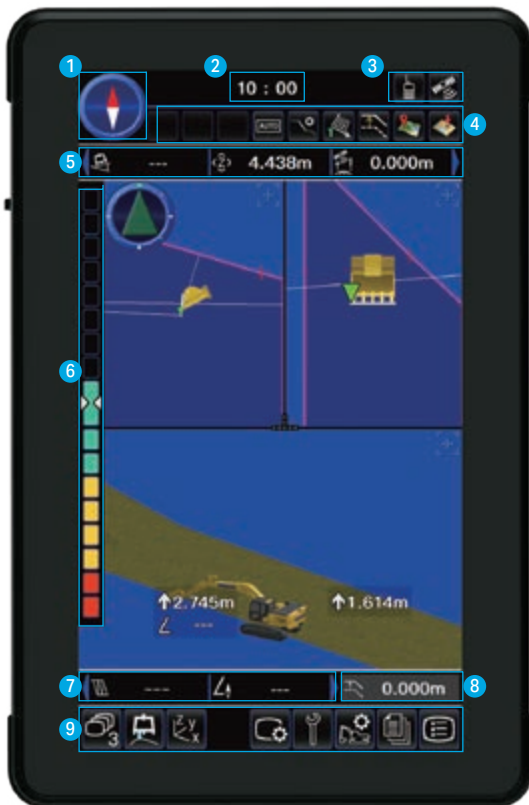 1
2
3
10 : 00
AUTO
4
5
--- 4.438m 0.000m
6
2.745m
---
1.614m
7
--- ---
0.000m
8
9
3
Z y
x